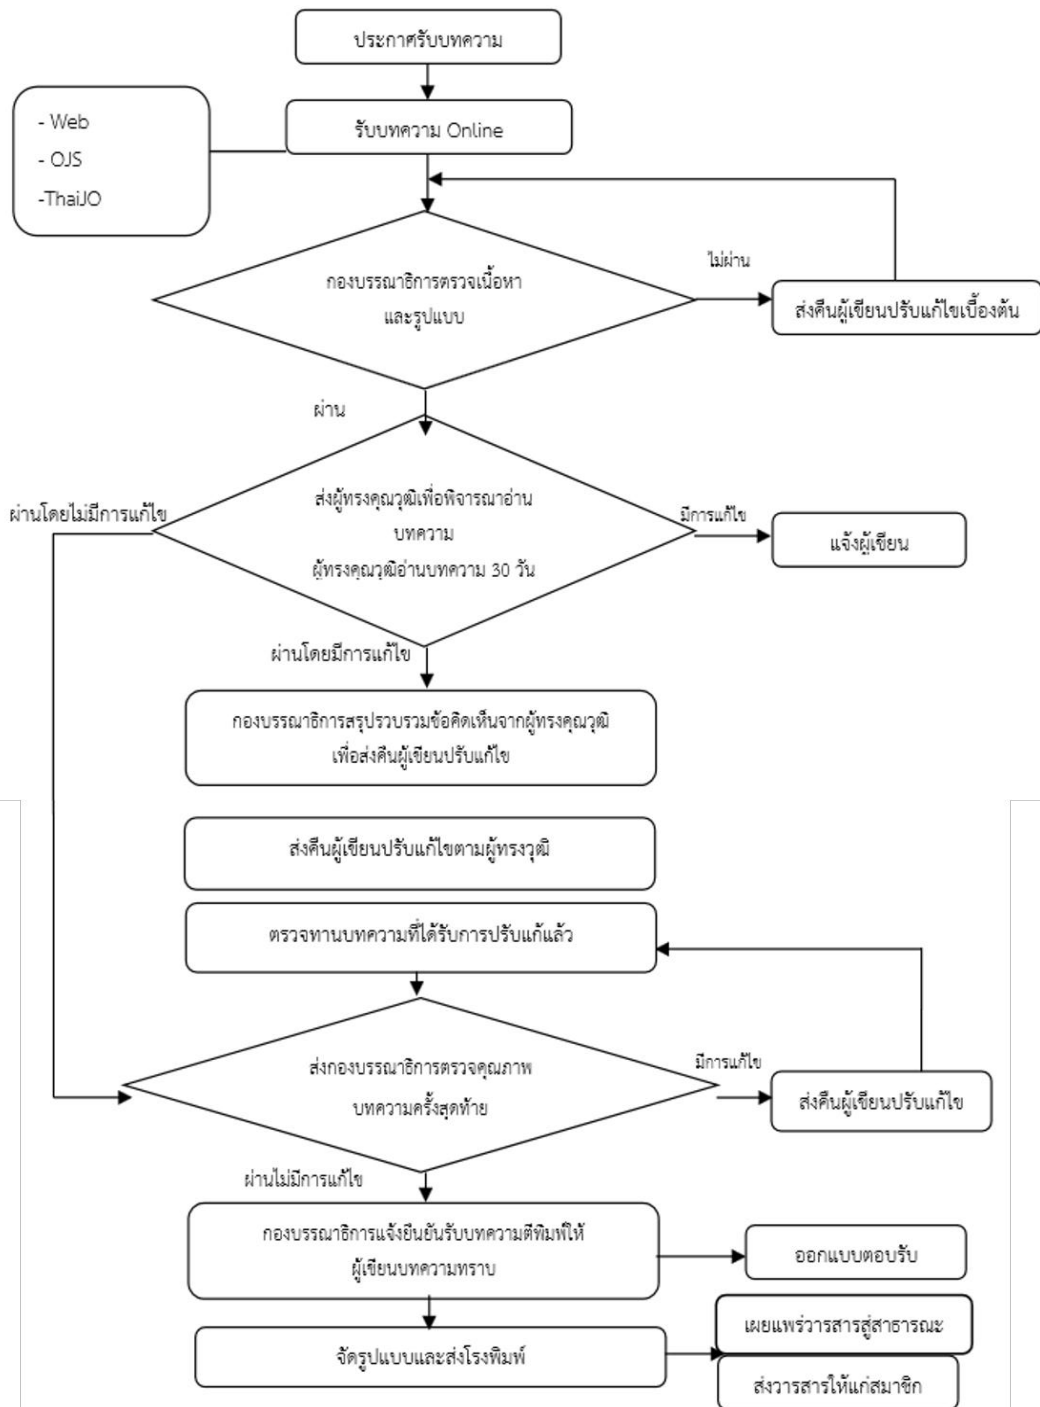 ประกาศรับบทความ
รับบทความ Online
- Web
- OJS
-ThaiJO
กองบรรณาธิการตรวจเนื้อหา
และรูปแบบ
ไม่ผ่าน
ส่งคืนผู้เขียนปรับแก้ไขเบื้องต้น
ผ่าน
ส่งผู้ทรงคุณวุฒิเพื่อพิจารณาอ่าน
บทความ
ผู้ทรงคุณวุฒิอ่านบทความ 30 วัน
ผ่านโดยไม่มีการแก้ไข
มีการแก้ไข
แจ้งผู้เขียน
ผ่านโดยมีการแก้ไข
กองบรรณาธิการสรุปรวบรวมข้อคิดเห็นจากผู้ทรงคุณวุฒิ
เพื่อส่งคืนผู้เขียนปรับแก้ไข
ส่งคืนผู้เขียนปรับแก้ไขตามผู้ทรงวุฒิ
ตรวจทานบทความที่ได้รับการปรับแก้แล้ว
ส่งกองบรรณาธิการตรวจคุณภาพ
บทความครั้งสุดท้าย
มีการแก้ไข
ส่งคืนผู้เขียนปรับแก้ไข
ผ่านไม่มีการแก้ไข
กองบรรณาธิการแจ้งยืนยันรับบทความตีพิมพ์ให้
ผู้เขียนบทความทราบ
ออกแบบตอบรับ
จัดรูปแบบและส่งโรงพิมพ์
เผยแพร่วารสารสู่สาธารณะ
ส่งวารสารให้แก่สมาชิก